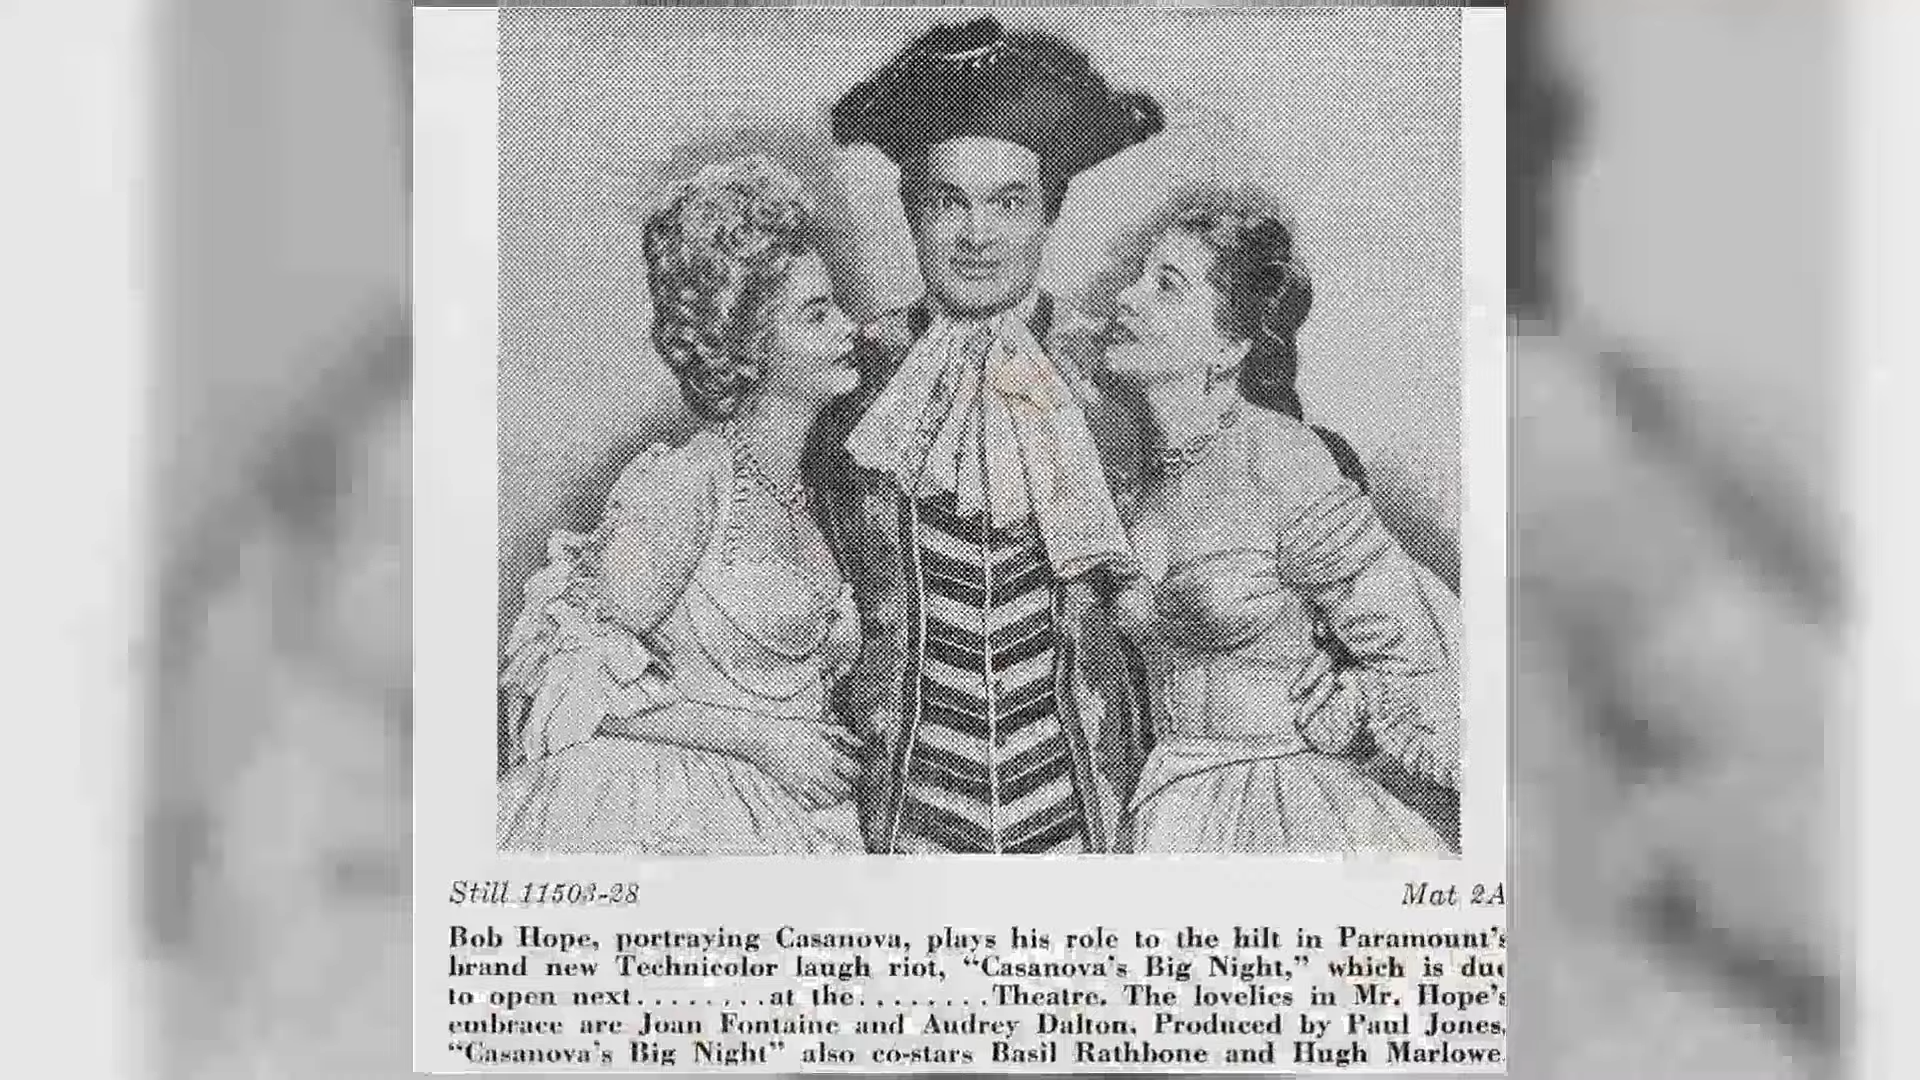 Still 11503-28 Mat 2A
Bob Hope, portraying Casanova, plays his role to the hilt in Paramount's
brand new Technicolor laugh riot, “Casanova's Big Night,” which is due
to open next........at the........Theatre. The lovelies in Mr. Hope's
embrace are Joan Fontaine and Audrey Dalton. Produced by Paul Jones,
“Casanova's Big Night” also co-stars Basil Rathbone and Hugh Marlowe.